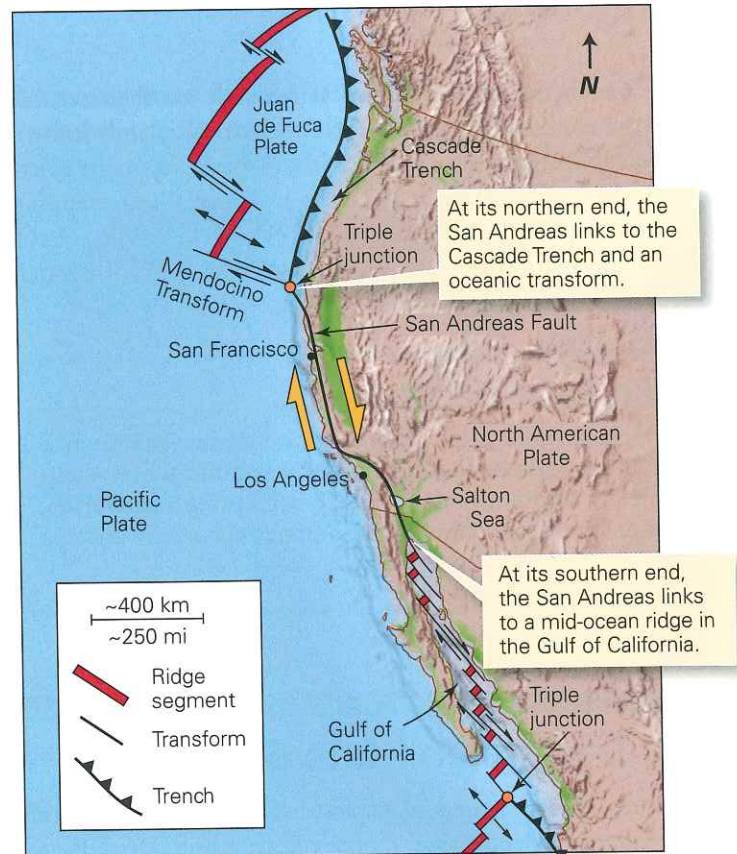 N
Juan
de Fuca
Plate
Cascade
Trench
At its northern end, the
San Andreas links to the
Cascade Trench and an
oceanic transform.
Triple
junction
Mendocino
Transform
San Andreas Fault
San Francisco
North American
Plate
Los Angeles
Salton
Sea
Pacific
Plate
At its southern end,
the San Andreas links
to a mid-ocean ridge in
the Gulf of California.
~400 km
~250 mi
Ridge
segment
Transform
Trench
Gulf of
California
Triple
junction